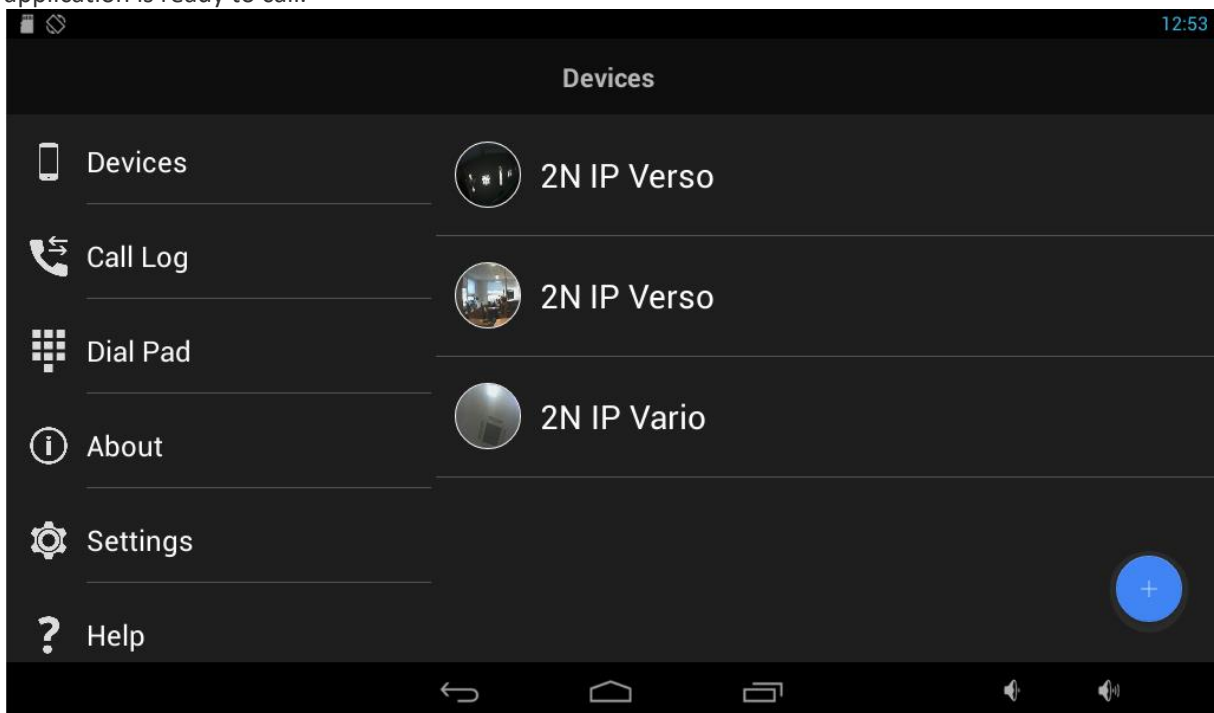 application is ready to call.
12:53
Devices
Devices
Call Log
Dial Pad
About
Settings
Help
2N IP Verso
2N IP Verso
2N IP Vario